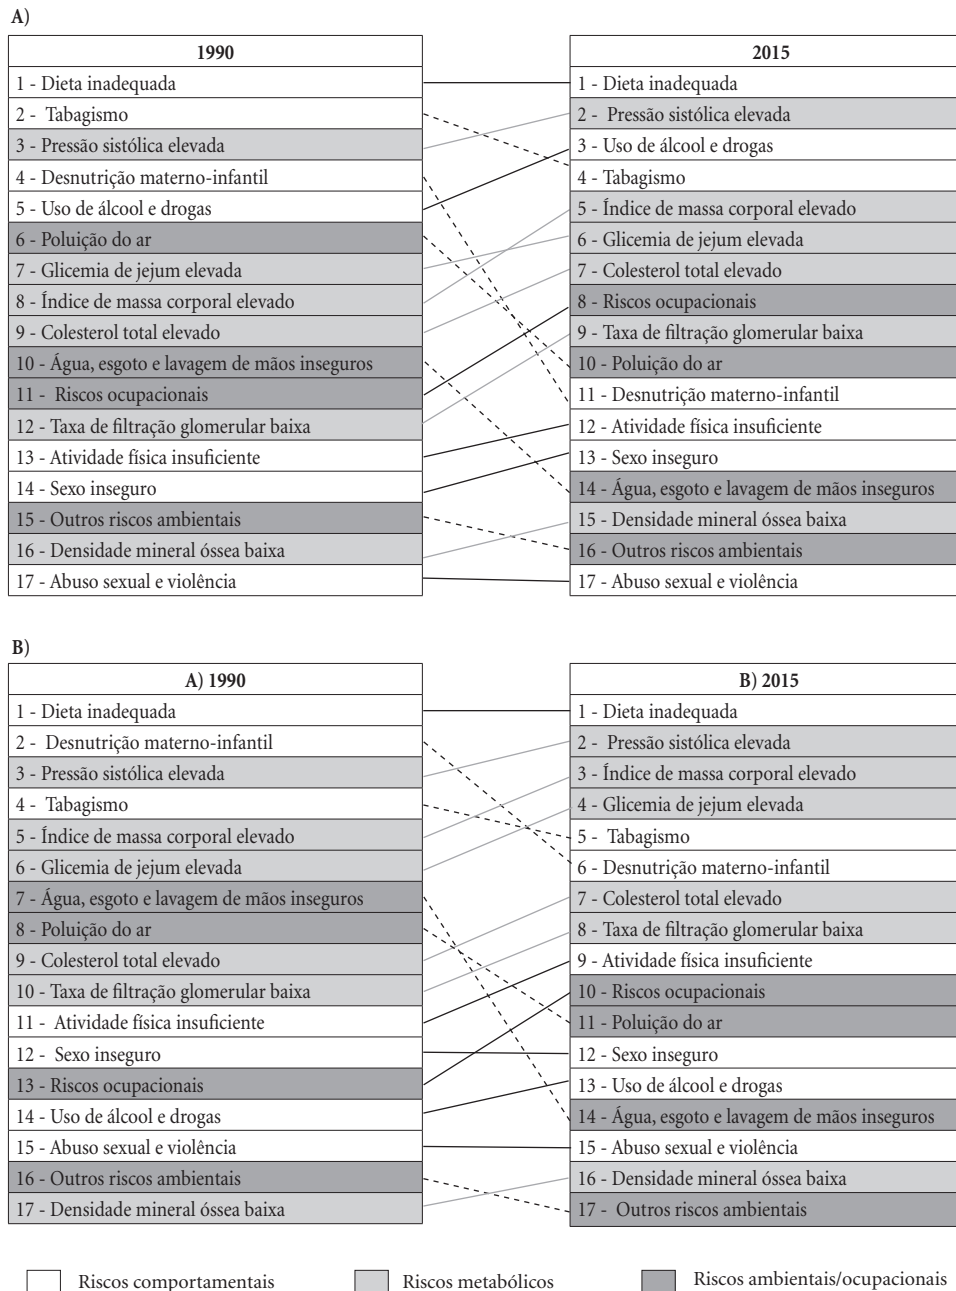 A)
1990
1 - Dieta inadequada
2 - Tabagismo
3 - Pressão sistólica elevada
4 - Desnutrição materno-infantil
5 - Uso de álcool e drogas
6 - Poluição do ar
7 - Glicemia de jejum elevada
8 - Índice de massa corporal elevado
9 - Colesterol total elevado
10 - Água, esgoto e lavagem de mãos inseguros
11 - Riscos ocupacionais
12 - Taxa de filtração glomerular baixa
13 - Atividade física insuficiente
14 - Sexo inseguro
15 - Outros riscos ambientais
16 - Densidade mineral óssea baixa
17 - Abuso sexual e violência
2015
1 - Dieta inadequada
2 - Pressão sistólica elevada
3 - Uso de álcool e drogas
4 - Tabagismo
5 - Índice de massa corporal elevado
6 - Glicemia de jejum elevada
7 - Colesterol total elevado
8 - Riscos ocupacionais
9 - Taxa de filtração glomerular baixa
10 - Poluição do ar
11 - Desnutrição materno-infantil
12 - Atividade física insuficiente
13 - Sexo inseguro
14 - Água, esgoto e lavagem de mãos inseguros
15 - Densidade mineral óssea baixa
16 - Outros riscos ambientais
17 - Abuso sexual e violência
B)
A) 1990
1 - Dieta inadequada
2 - Desnutrição materno-infantil
3 - Pressão sistólica elevada
4 - Tabagismo
5 - Índice de massa corporal elevado
6 - Glicemia de jejum elevada
7 - Água, esgoto e lavagem de mãos inseguros
8 - Poluição do ar
9 - Colesterol total elevado
10 - Taxa de filtração glomerular baixa
11 - Atividade física insuficiente
12 - Sexo inseguro
13 - Riscos ocupacionais
14 - Uso de álcool e drogas
15 - Abuso sexual e violência
16 - Outros riscos ambientais
17 - Densidade mineral óssea baixa
B) 2015
1 - Dieta inadequada
2 - Pressão sistólica elevada
3 - Índice de massa corporal elevado
4 - Glicemia de jejum elevada
5 - Tabagismo
6 - Desnutrição materno-infantil
7 - Colesterol total elevado
8 - Taxa de filtração glomerular baixa
9 - Atividade física insuficiente
10 - Riscos ocupacionais
11 - Poluição do ar
12 - Sexo inseguro
13 - Uso de álcool e drogas
14 - Água, esgoto e lavagem de mãos inseguros
15 - Abuso sexual e violência
16 - Densidade mineral óssea baixa
17 - Outros riscos ambientais
Riscos comportamentais
Riscos metabólicos
Riscos ambientais/ocupacionais